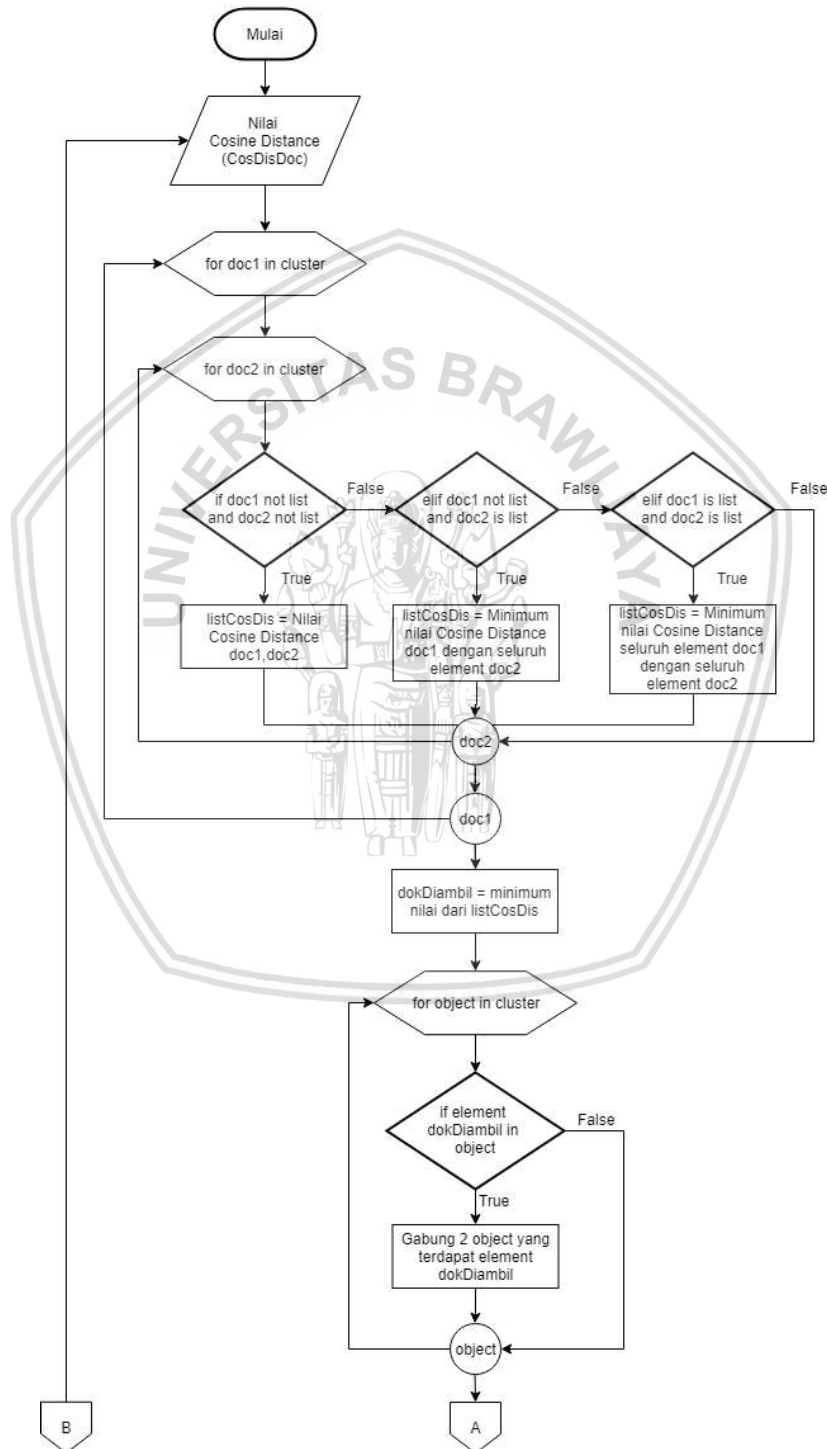 Mulai
Nilai
Cosine Distance
(CosDisDoc)
for doc1 in cluster
for doc2 in cluster
UNIVERSITAS BRAWIJAYA
if doc1 not list
and doc2 not list
False
elif doc1 not list
and doc2 is list
False
elif doc1 is list
and doc2 is list
False
True
True
True
listCosDis = Nilai
Cosine Distance
doc1,doc2
listCosDis = Minimum
nilai Cosine Distance
doc1 dengan seluruh
element doc2
listCosDis = Minimum
nilai Cosine Distance
seluruh element doc1
dengan seluruh
element doc2
doc2
doc1
dokDiambil = minimum
nilai dari listCosDis
for object in cluster
if element
dokDiambil in
object
False
True
Gabung 2 object yang
terdapat element
dokDiambil
object
B
A